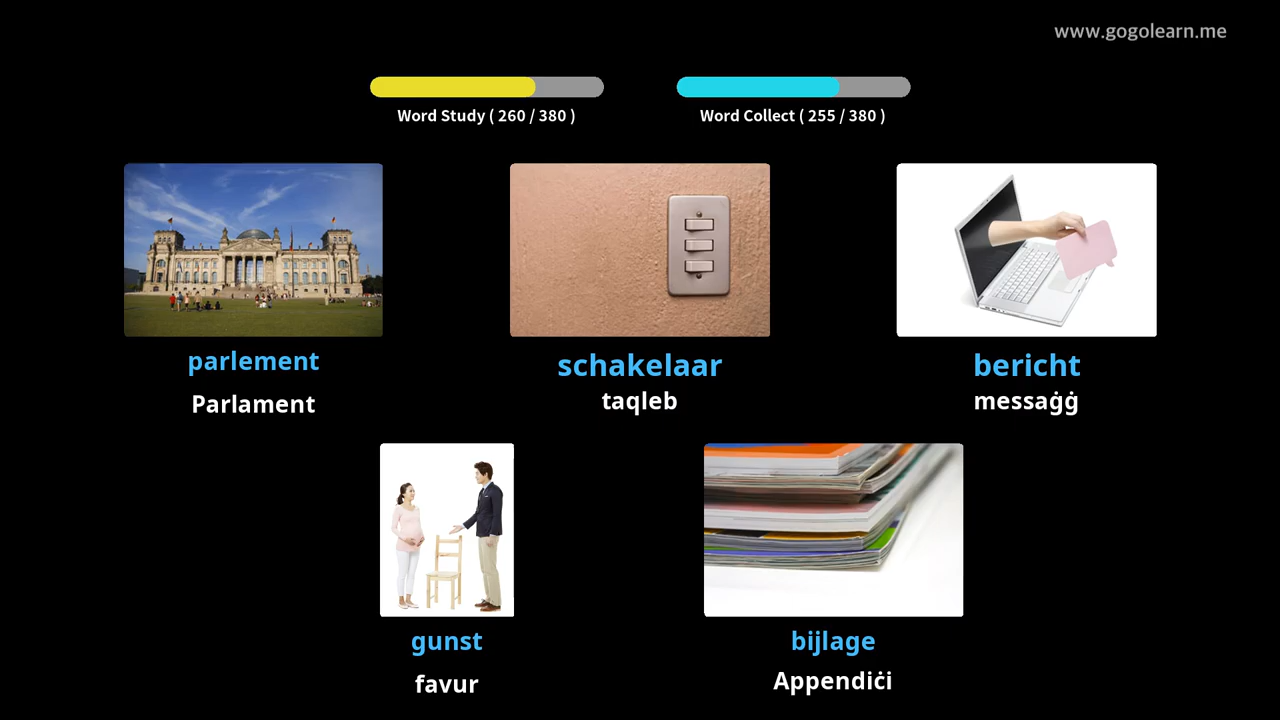 www.gogolearn.me
Word Study ( 260 / 380 )
Word Collect ( 255 / 380 )
parlement
Parlament
schakelaar
taqleb
bericht
messaġġ
gunst
favur
bijlage
Appendiċi